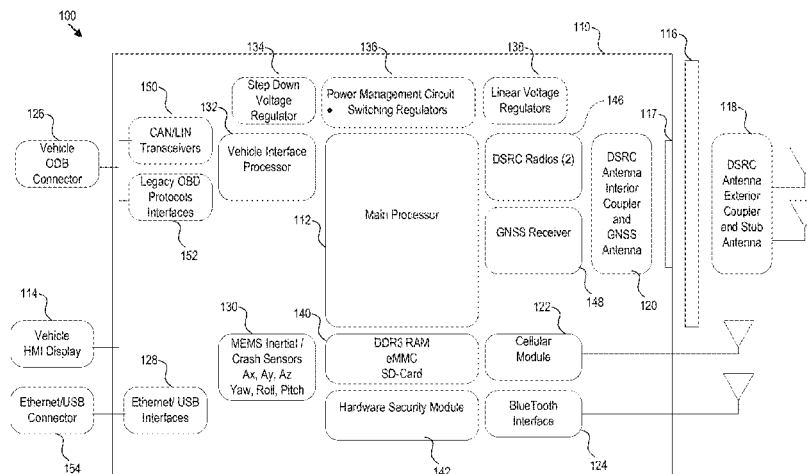 100
134
136
138
119
116
150
Step Down
Voltage
Regulator
Power Management Circuit
Switching Regulators
Linear Voltage
Regulators
126
132
146
117
118
CAN/LIN
Transceivers
Vehicle
ODB
Connector
Vehicle Interface
Processor
DSRC Radios (2)
DSRC
Antenna
Interior
Coupler
and
GNSS
Antenna
DSRC
Antenna
Exterior
Coupler
and Stub
Antenna
Legacy OBD
Protocols
Interfaces
Main Processor
112
GNSS Receiver
152
148
120
114
130
140
122
Vehicle
HMI Display
MEMS Inertial /
Crash Sensors
Ax, Ay, Az
Yaw, Roll, Pitch
DDR3 RAM
eMMC
SD-Card
Cellular
Module
128
Ethernet/USB
Connector
Ethernet/ USB
Interfaces
Hardware Security Module
BlueTooth
Interface
154
142
124